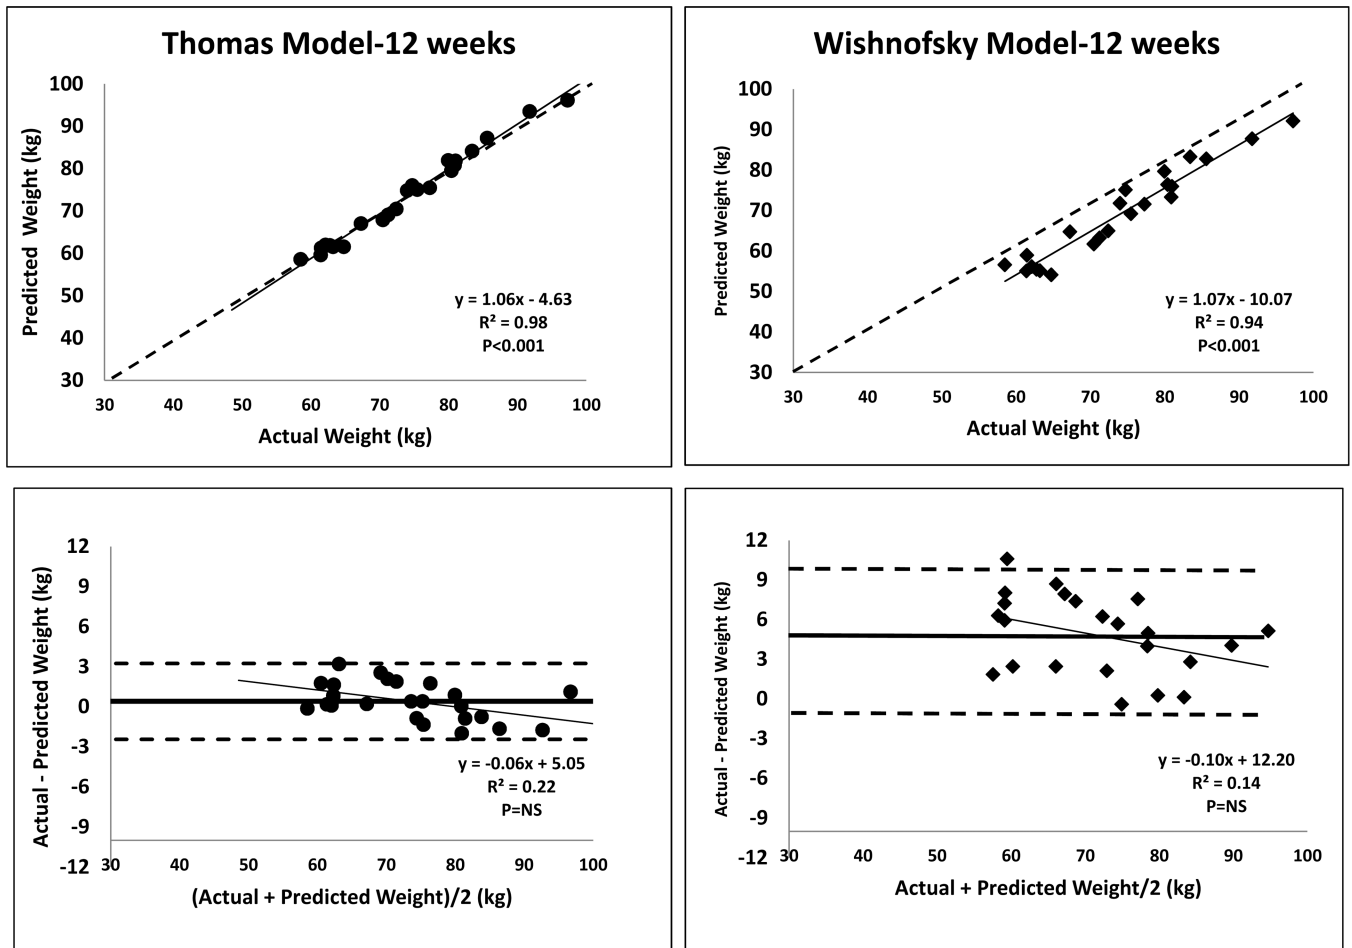 Thomas Model-12 weeks
Predicted Weight (kg)
100
90
80
70
60
50
40
30
y = 1.06x - 4.63
R² = 0.98
P<0.001
30 40 50 60 70 80 90 100
Actual Weight (kg)
Wishnofsky Model-12 weeks
Predicted Weight (kg)
100
90
80
70
60
50
40
30
y = 1.07x - 10.07
R² = 0.94
P<0.001
30 40 50 60 70 80 90 100
Actual Weight (kg)
Actual - Predicted Weight (kg)
12
9
6
3
0
-3
-6
-9
-12
y = -0.06x + 5.05
R² = 0.22
P=NS
30 40 50 60 70 80 90 100
(Actual + Predicted Weight)/2 (kg)
Actual - Predicted Weight (kg)
12
9
6
3
0
-3
-6
-9
-12
y = -0.10x + 12.20
R² = 0.14
P=NS
30 40 50 60 70 80 90 100
Actual + Predicted Weight/2 (kg)